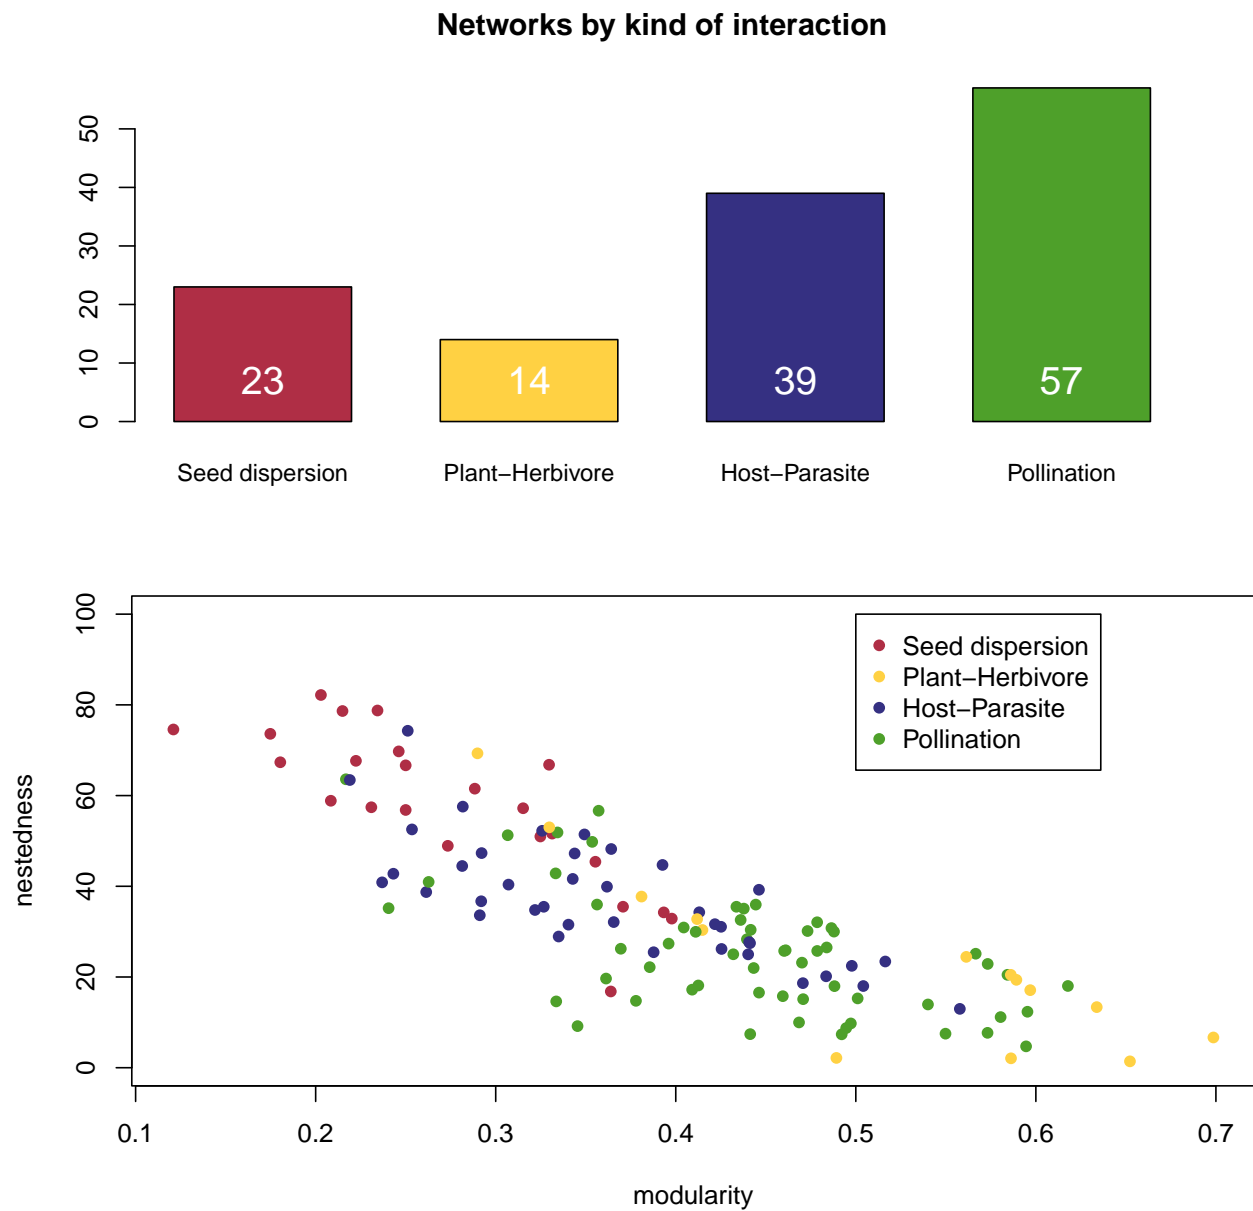 Networks by kind of interaction
50
40
30
20
10
0
23
14
39
57
Seed dispersion
Plant−Herbivore
Host−Parasite
Pollination
100
80
60
40
20
0
nestedness
Seed dispersion
Plant−Herbivore
Host−Parasite
Pollination
0.1
0.2
0.3
0.4
0.5
0.6
0.7
modularity